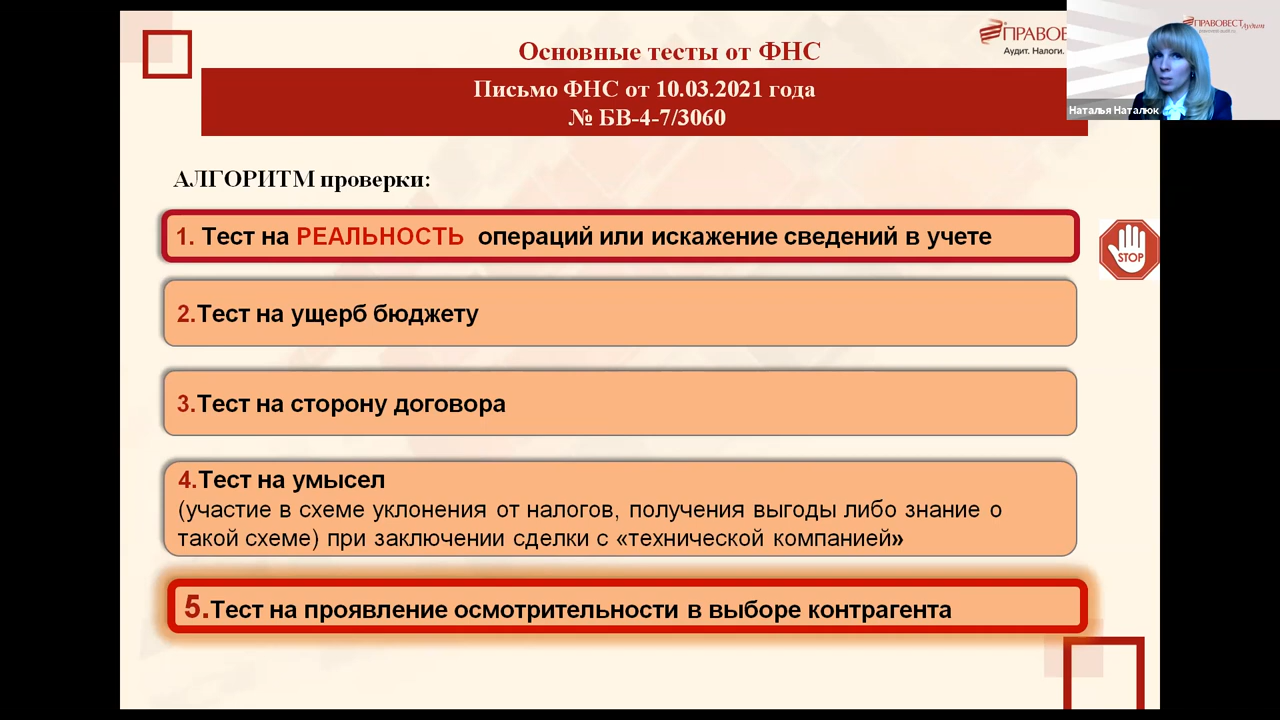 Основные тесты от ФНС
ПРАВОВ
Аудит. Налоги.
Письмо ФНС от 10.03.2021 года
№ БВ-4-7/3060
ПРАВОВЕСТ Аудит
Наталья Наталюк
АЛГОРИТМ проверки:
1. Тест на РЕАЛЬНОСТЬ операций или искажение сведений в учете
STOP
2.Тест на ущерб бюджету
3.Тест на сторону договора
4.Тест на умысел
(участие в схеме уклонения от налогов, получения выгоды либо знание о
такой схеме) при заключении сделки с «технической компанией»
5.Тест на проявление осмотрительности в выборе контрагента